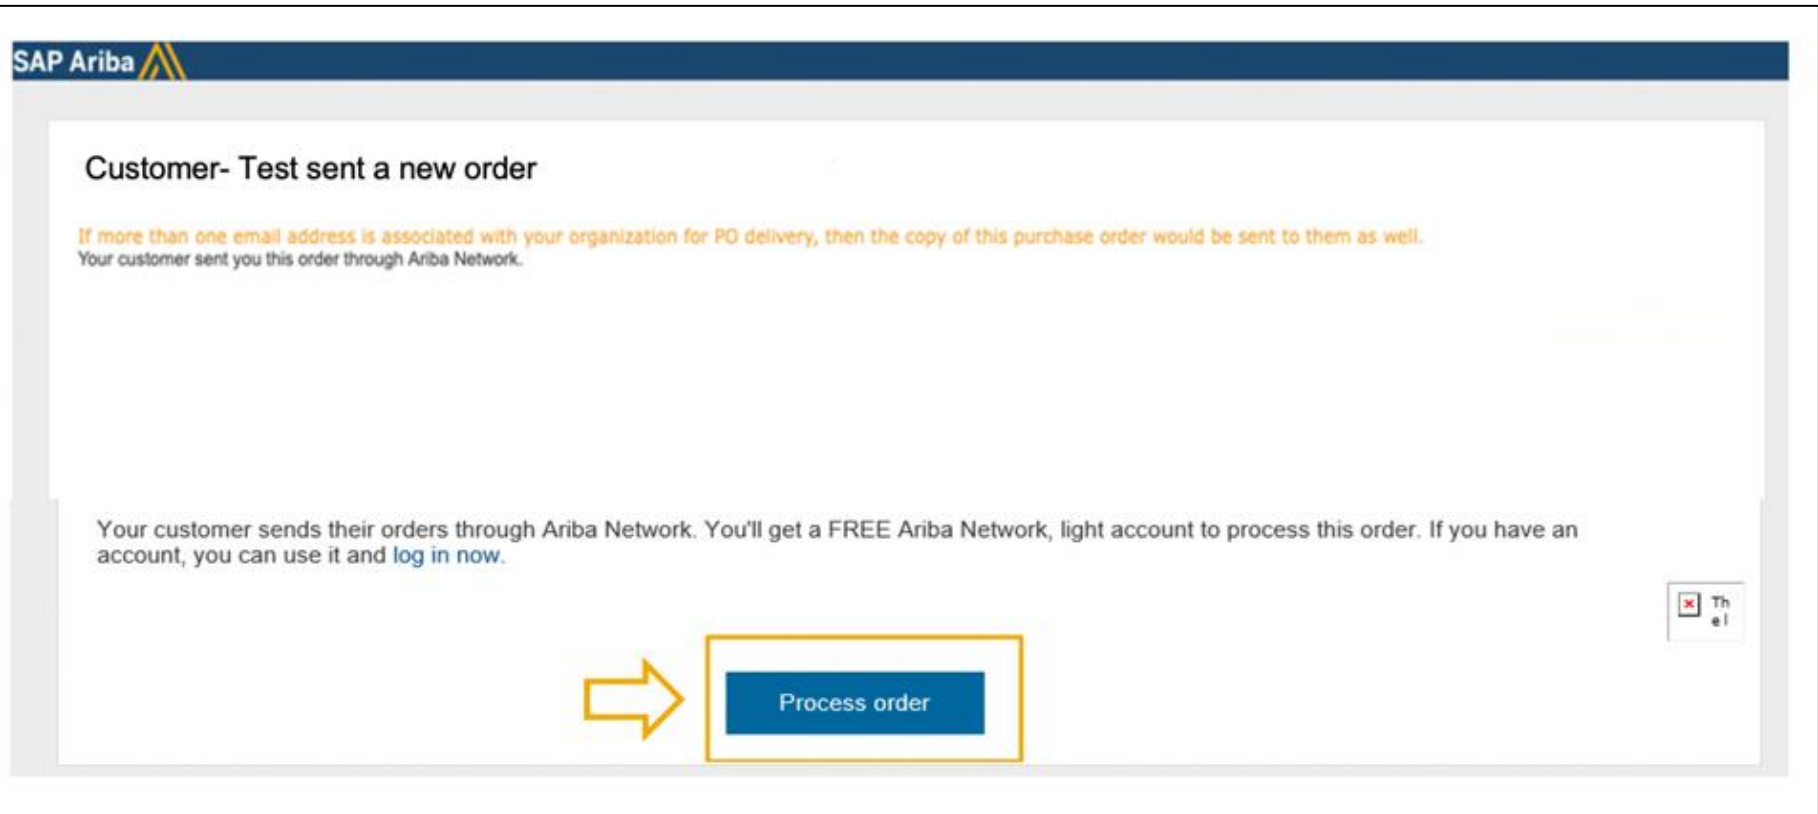 SAP Ariba
Customer- Test sent a new order
If more than one email address is associated with your organization for PO delivery, then the copy of this purchase order would be sent to them as well.
Your customer sent you this order through Ariba Network.
Your customer sends their orders through Ariba Network. You'll get a FREE Ariba Network, light account to process this order. If you have an
account, you can use it and log in now.
Th
el
Process order